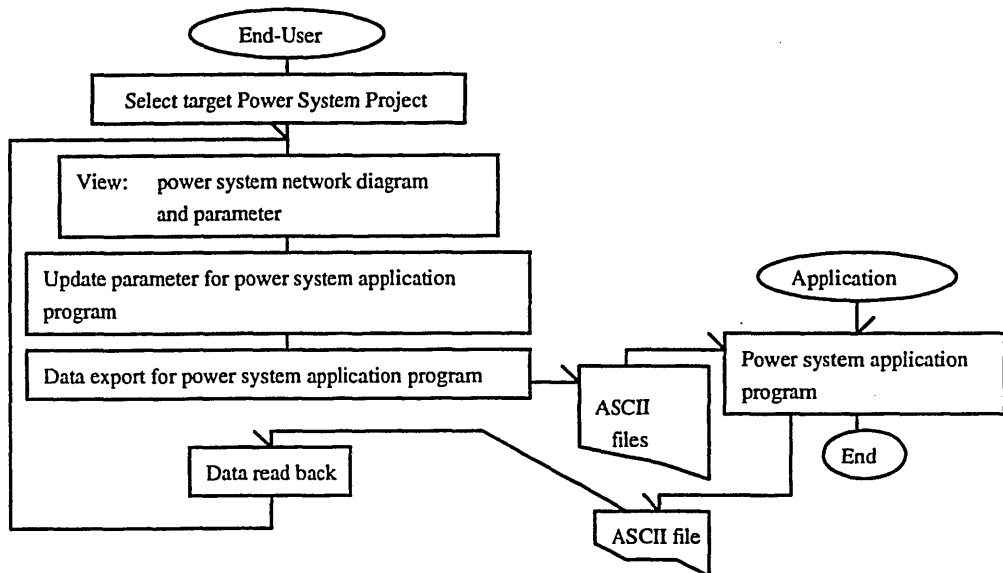 End-User
Select target Power System Project
View: power system network diagram
and parameter
Update parameter for power system application
program
Data export for power system application program
Application
Power system application
program
ASCII
files
End
Data read back
ASCII file